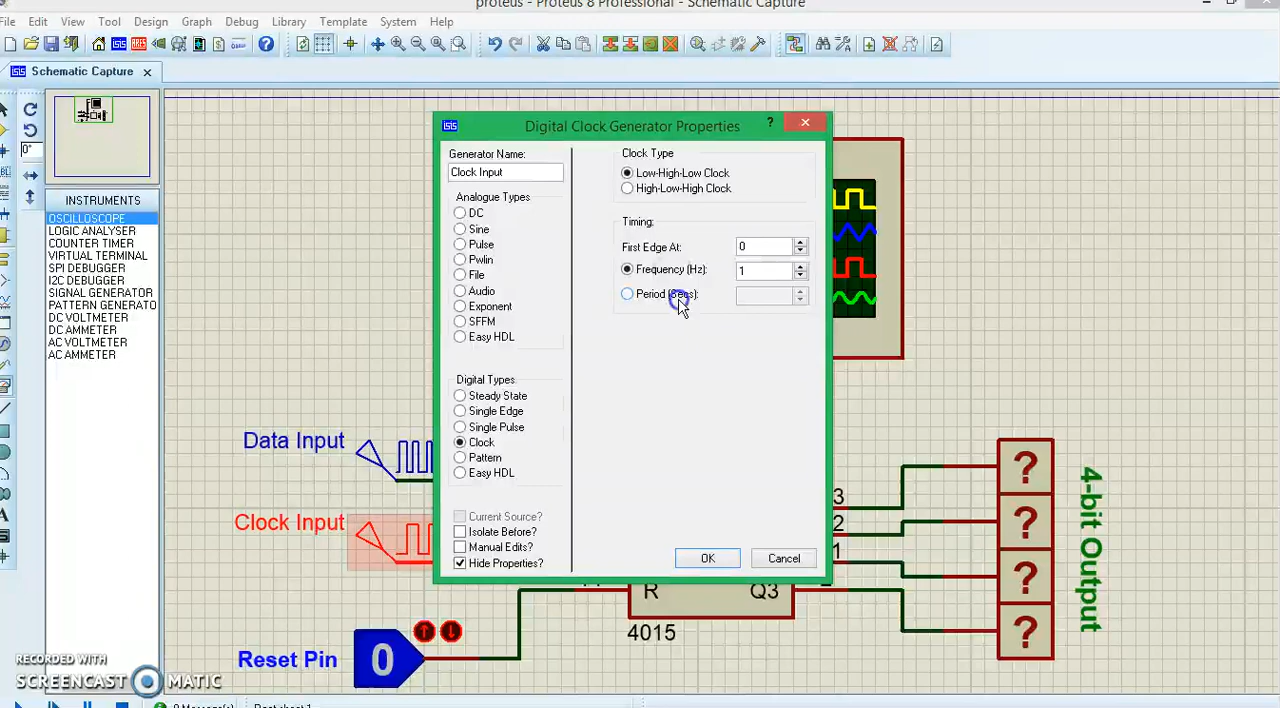 proteus - Proteus 8 Professional - Schematic Capture
File Edit View Tool Design Graph Debug Library Template System Help
Schematic Capture
INSTRUMENTS
OSCILLOSCOPE
LOGIC ANALYSER
COUNTER TIMER
VIRTUAL TERMINAL
SPI DEBUGGER
I2C DEBUGGER
SIGNAL GENERATOR
PATTERN GENERATO
DC VOLTMETER
DC AMMETER
AC VOLTMETER
AC AMMETER
0°
Digital Clock Generator Properties
Generator Name:
Clock Input
Analogue Types
DC
Sine
Pulse
Pwlin
File
Audio
Exponent
SFFM
Easy HDL
Digital Types
Steady State
Single Edge
Single Pulse
Clock
Pattern
Easy HDL
Current Source?
Isolate Before?
Manual Edits?
Hide Properties?
Clock Type
Low-High-Low Clock
High-Low-High Clock
Timing:
First Edge At: 0
Frequency (Hz): 1
Period (Secs):
OK Cancel
Data Input
Clock Input
Reset Pin
0
R Q3
4015
3
2
1
?
?
?
?
4-bit Output
RECORDED WITH
SCREENCAST MATIC